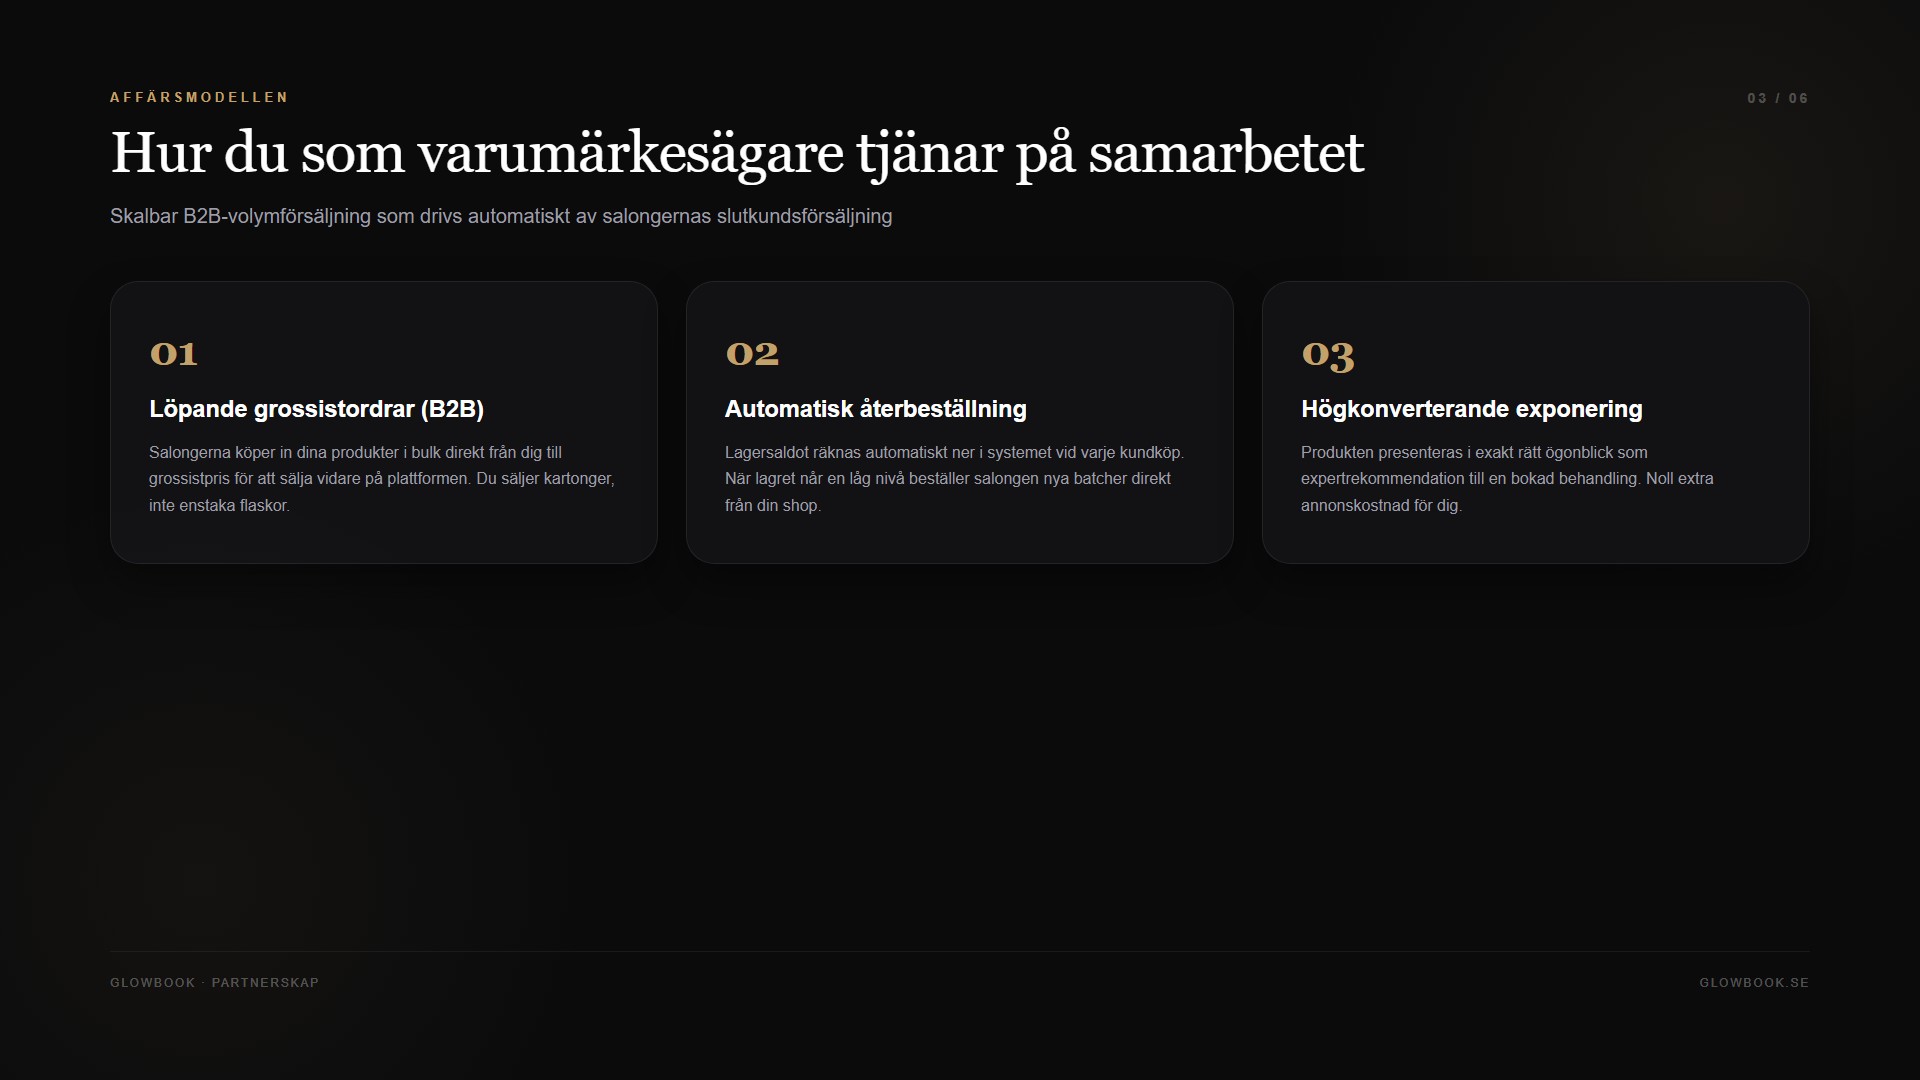 AFFÄRSMODELLEN
03 / 06
Hur du som varumärkesägare tjänar på samarbetet
Skalbar B2B-volymförsäljning som drivs automatiskt av salongernas slutkundsförsäljning
01
Löpande grossistordrar (B2B)
Salongerna köper in dina produkter i bulk direkt från dig till
grossistpris för att sälja vidare på plattformen. Du säljer kartonger,
inte enstaka flaskor.
02
Automatisk återbeställning
Lagersaldot räknas automatiskt ner i systemet vid varje kundköp.
När lagret når en låg nivå beställer salongen nya batcher direkt
från din shop.
03
Högkonverterande exponering
Produkten presenteras i exakt rätt ögonblick som
expertrekommendation till en bokad behandling. Noll extra
annonskostnad för dig.
GLOWBOOK · PARTNERSKAP
GLOWBOOK.SE